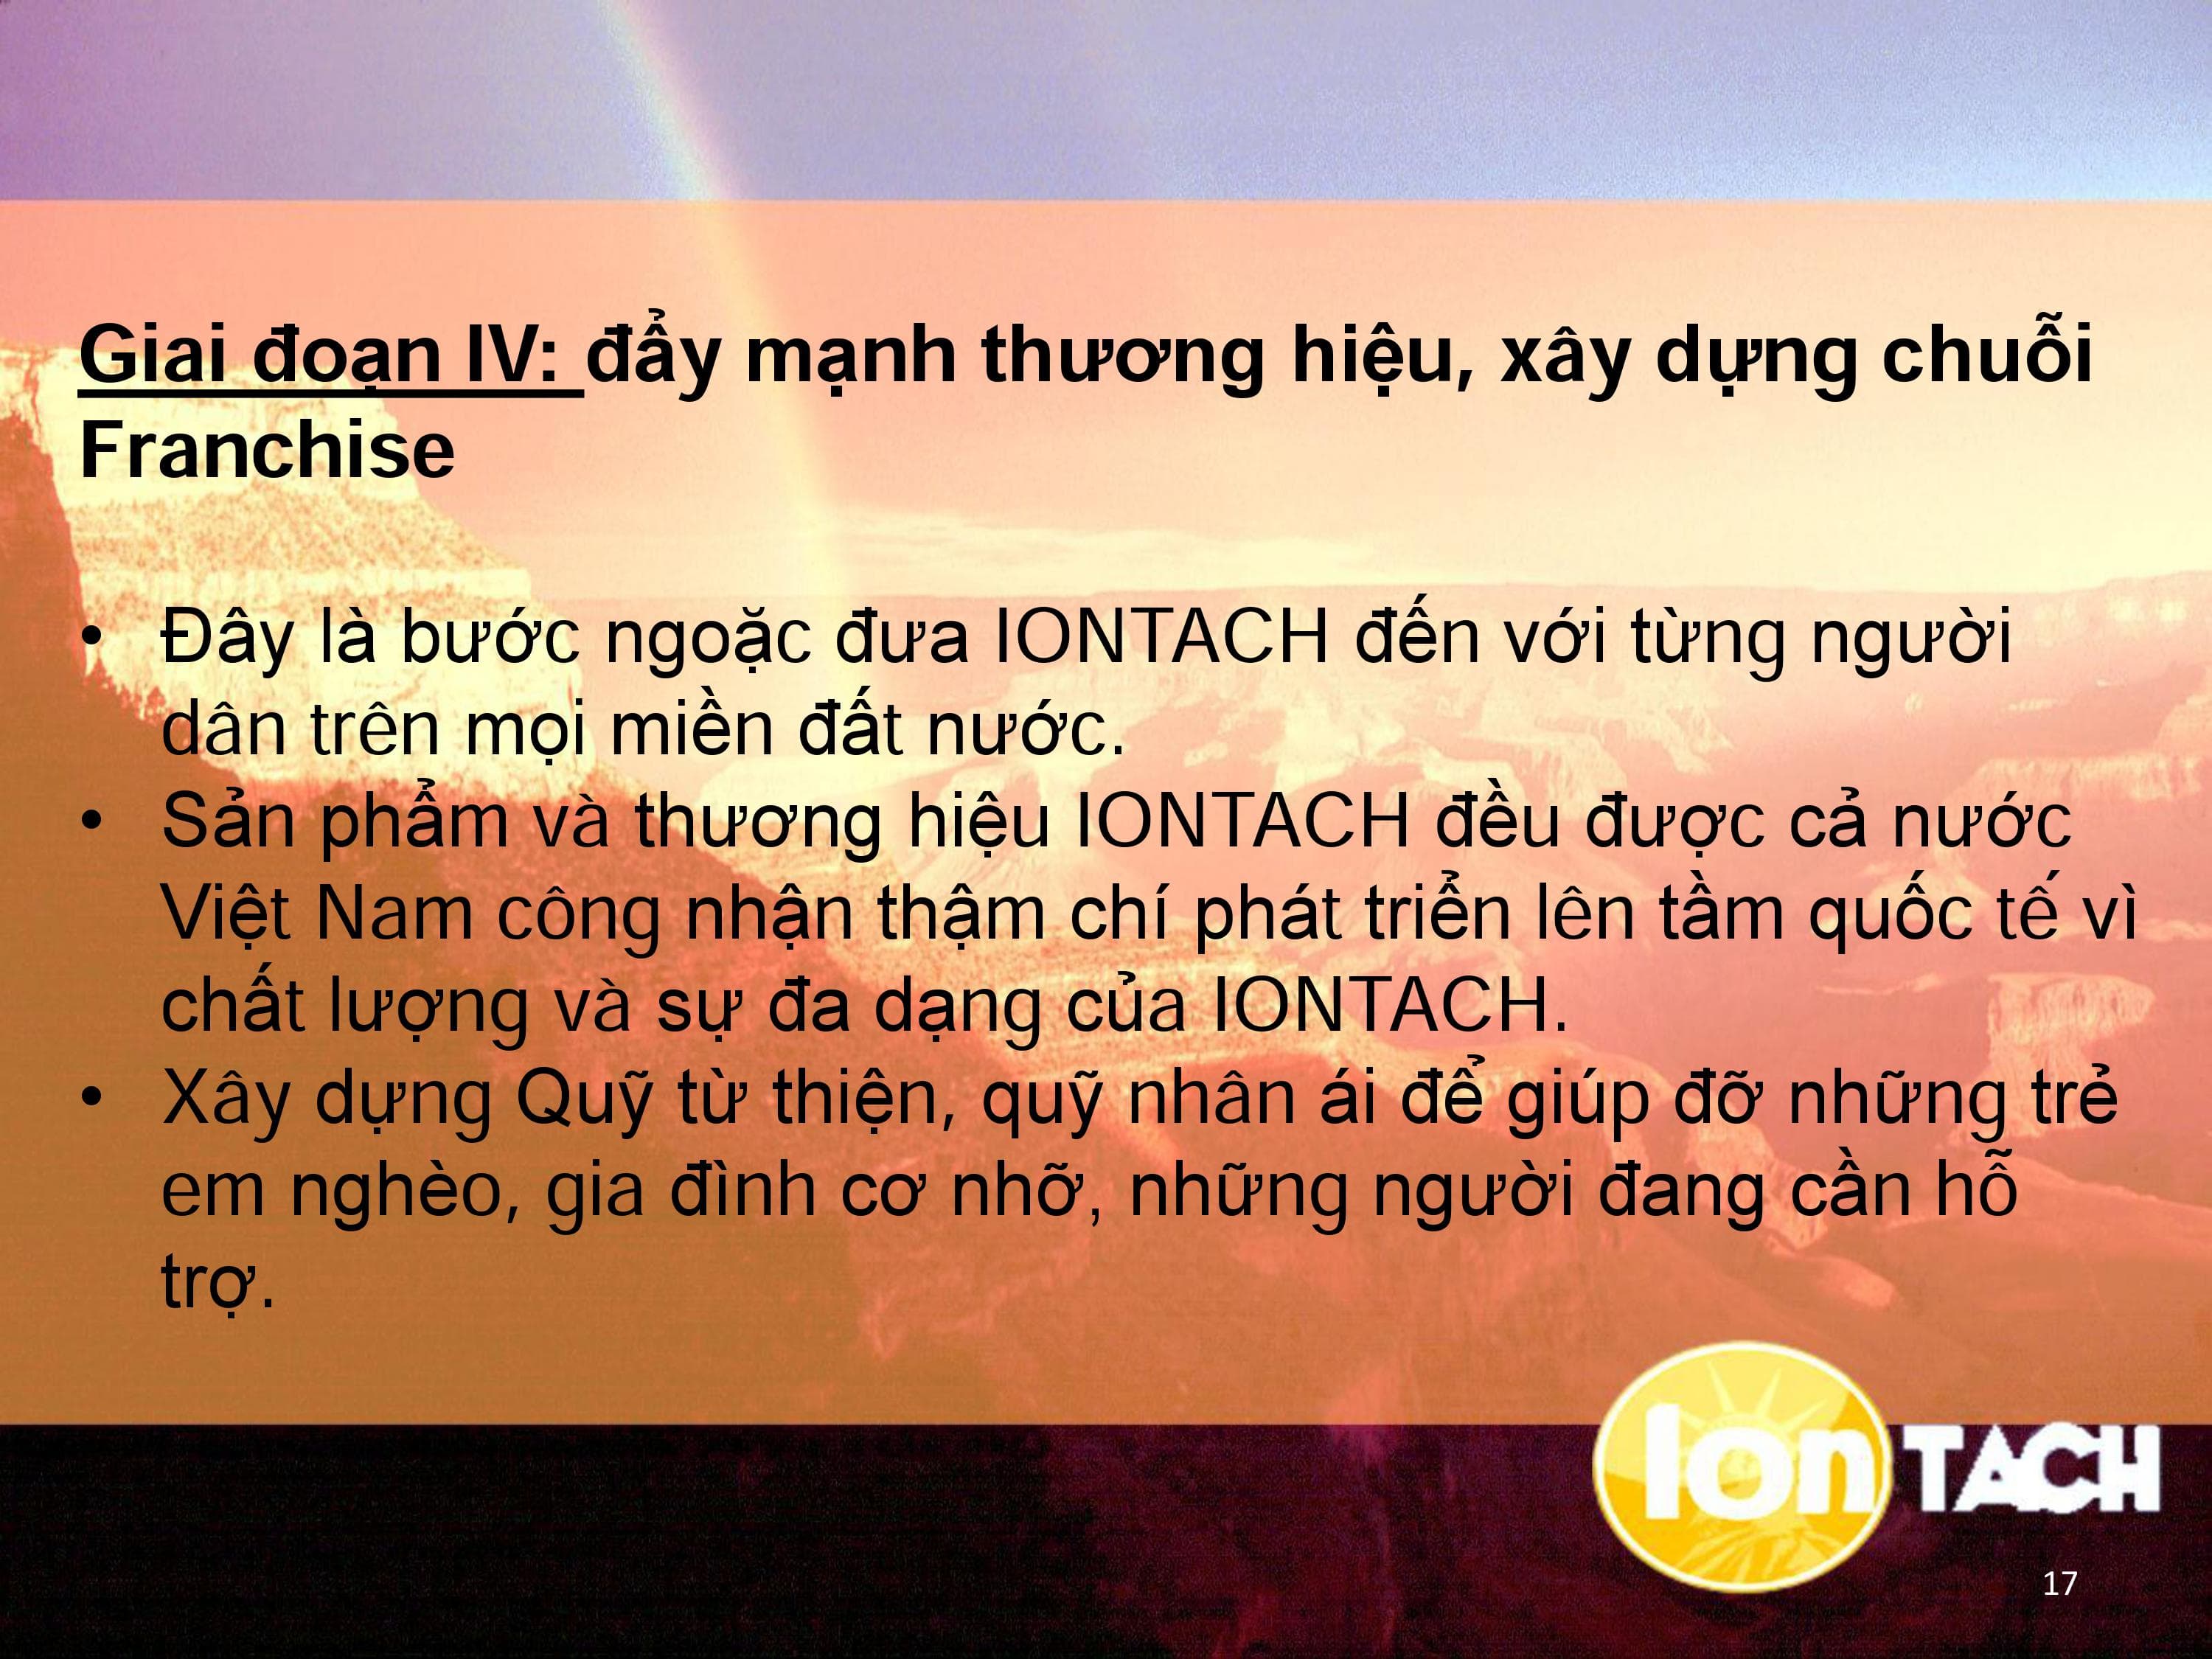 Giai đoạn IV: đẩy mạnh thương hiệu, xây dựng chuỗi
Franchise
• Đây là bước ngoặc đưa IONTACH đến với từng người
dân trên mọi miền đất nước.
• Sản phẩm và thương hiệu IONTACH đều được cả nước
Việt Nam công nhận thậm chí phát triển lên tầm quốc tế vì
chất lượng và sự đa dạng của IONTACH.
• Xây dựng Quỹ từ thiện, quỹ nhân ái để giúp đỡ những trẻ
em nghèo, gia đình cơ nhỡ, những người đang cần hỗ
trợ.
Ion TACH
17